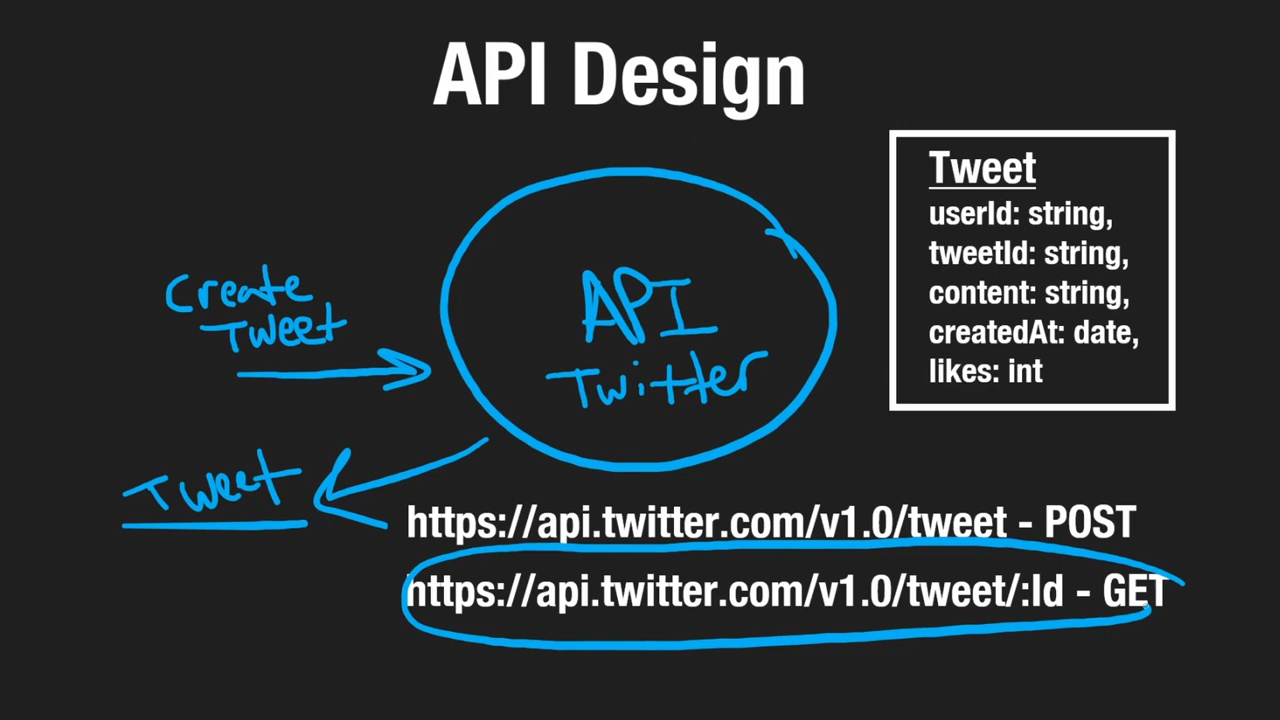 API Design
Tweet
userId: string,
tweetId: string,
content: string,
createdAt: date,
likes: int
Create
Tweet
API
Twitter
Tweet
https://api.twitter.com/v1.0/tweet - POST
https://api.twitter.com/v1.0/tweet/:Id - GET